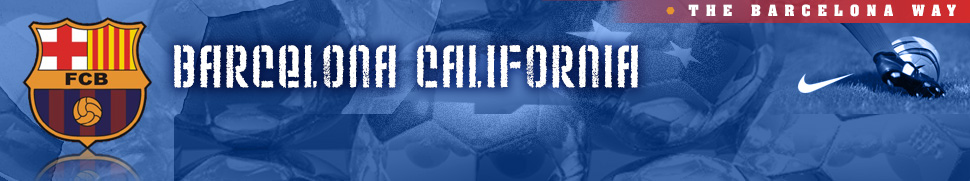 THE BARCELONA WAY
BARCELONA CALIFORNIA
FCB